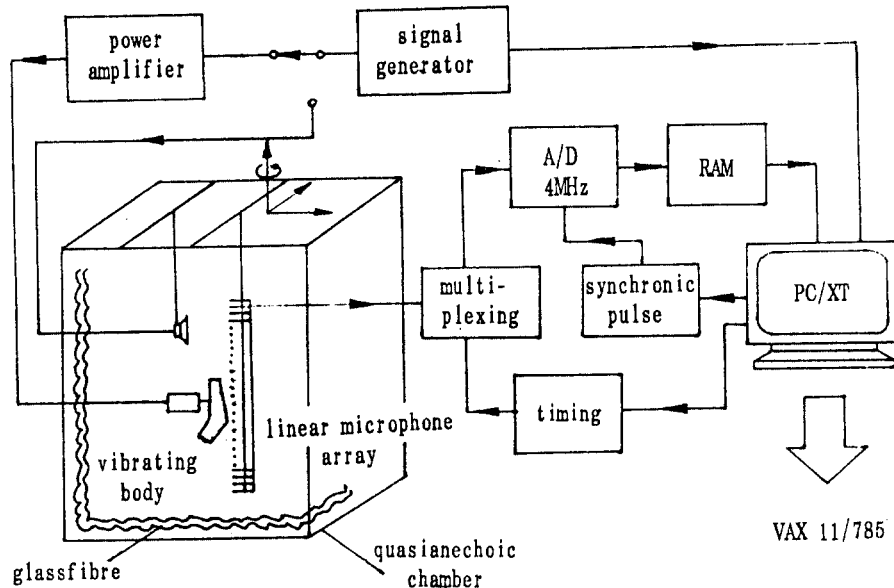 power
amplifier
signal
generator
A/D
4MHz
RAM
multi-
plexing
synchronic
pulse
PC/XT
timing
linear microphone
array
vibrating
body
glassfibre
quasianechoic
chamber
VAX 11/785